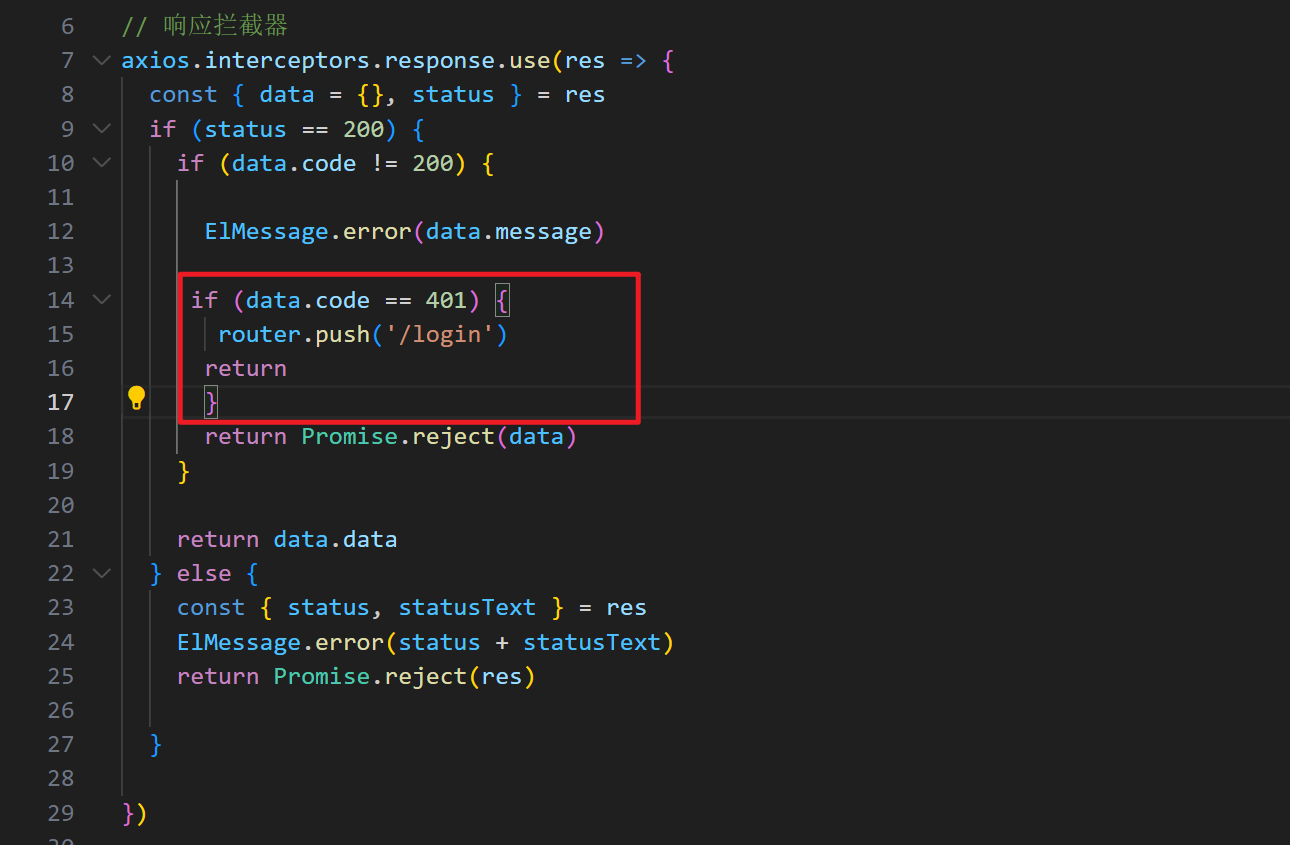 6 // 响应拦截器
7 axios.interceptors.response.use(res => {
8 const { data = {}, status } = res
9 if (status == 200) {
10 if (data.code != 200) {
11
12 ElMessage.error(data.message)
13
14 if (data.code == 401) {
15 router.push('/login')
16 return
17 }
18 return Promise.reject(data)
19 }
20
21 return data.data
22 } else {
23 const { status, statusText } = res
24 ElMessage.error(status + statusText)
25 return Promise.reject(res)
26
27 }
28
29 })